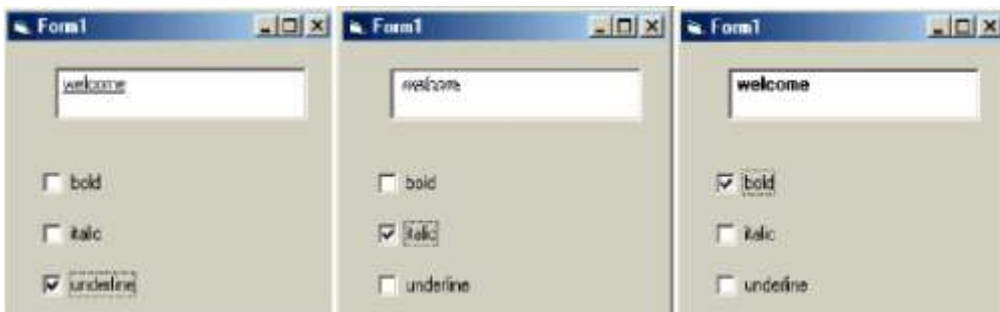 Form1
welcome
bold
italic
underline
Form1
welcome
bold
italic
underline
Form1
welcome
bold
italic
underline